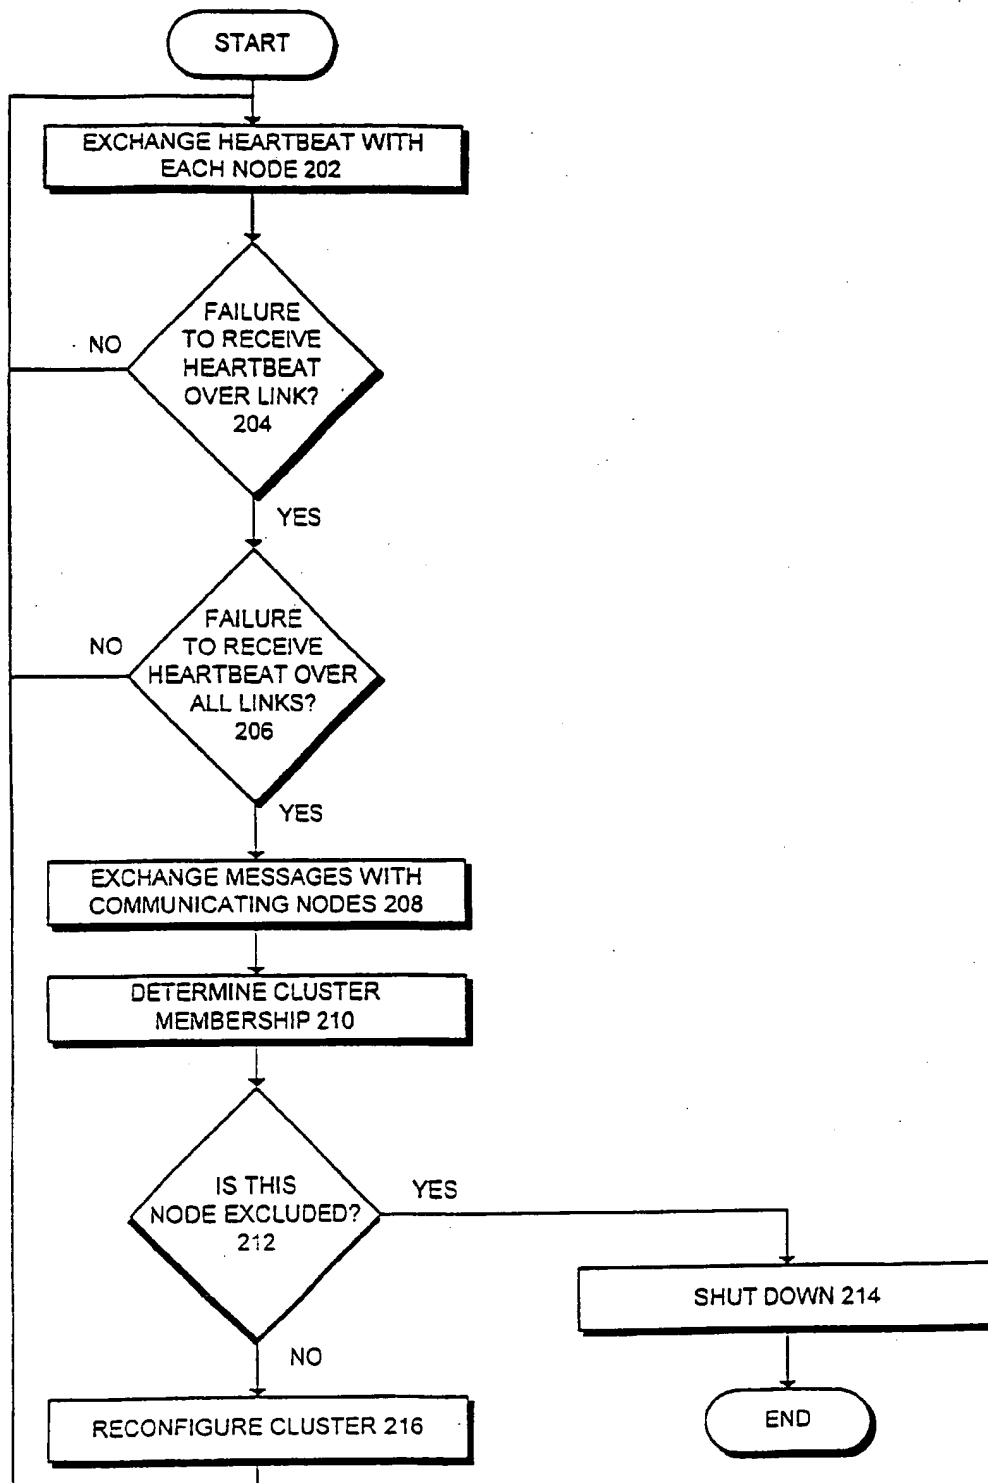 START
EXCHANGE HEARTBEAT WITH
EACH NODE 202
FAILURE
TO RECEIVE
HEARTBEAT
OVER LINK?
204
NO
YES
FAILURE
TO RECEIVE
HEARTBEAT OVER
ALL LINKS?
206
NO
YES
EXCHANGE MESSAGES WITH
COMMUNICATING NODES 208
DETERMINE CLUSTER
MEMBERSHIP 210
IS THIS
NODE EXCLUDED?
212
YES
SHUT DOWN 214
NO
END
RECONFIGURE CLUSTER 216